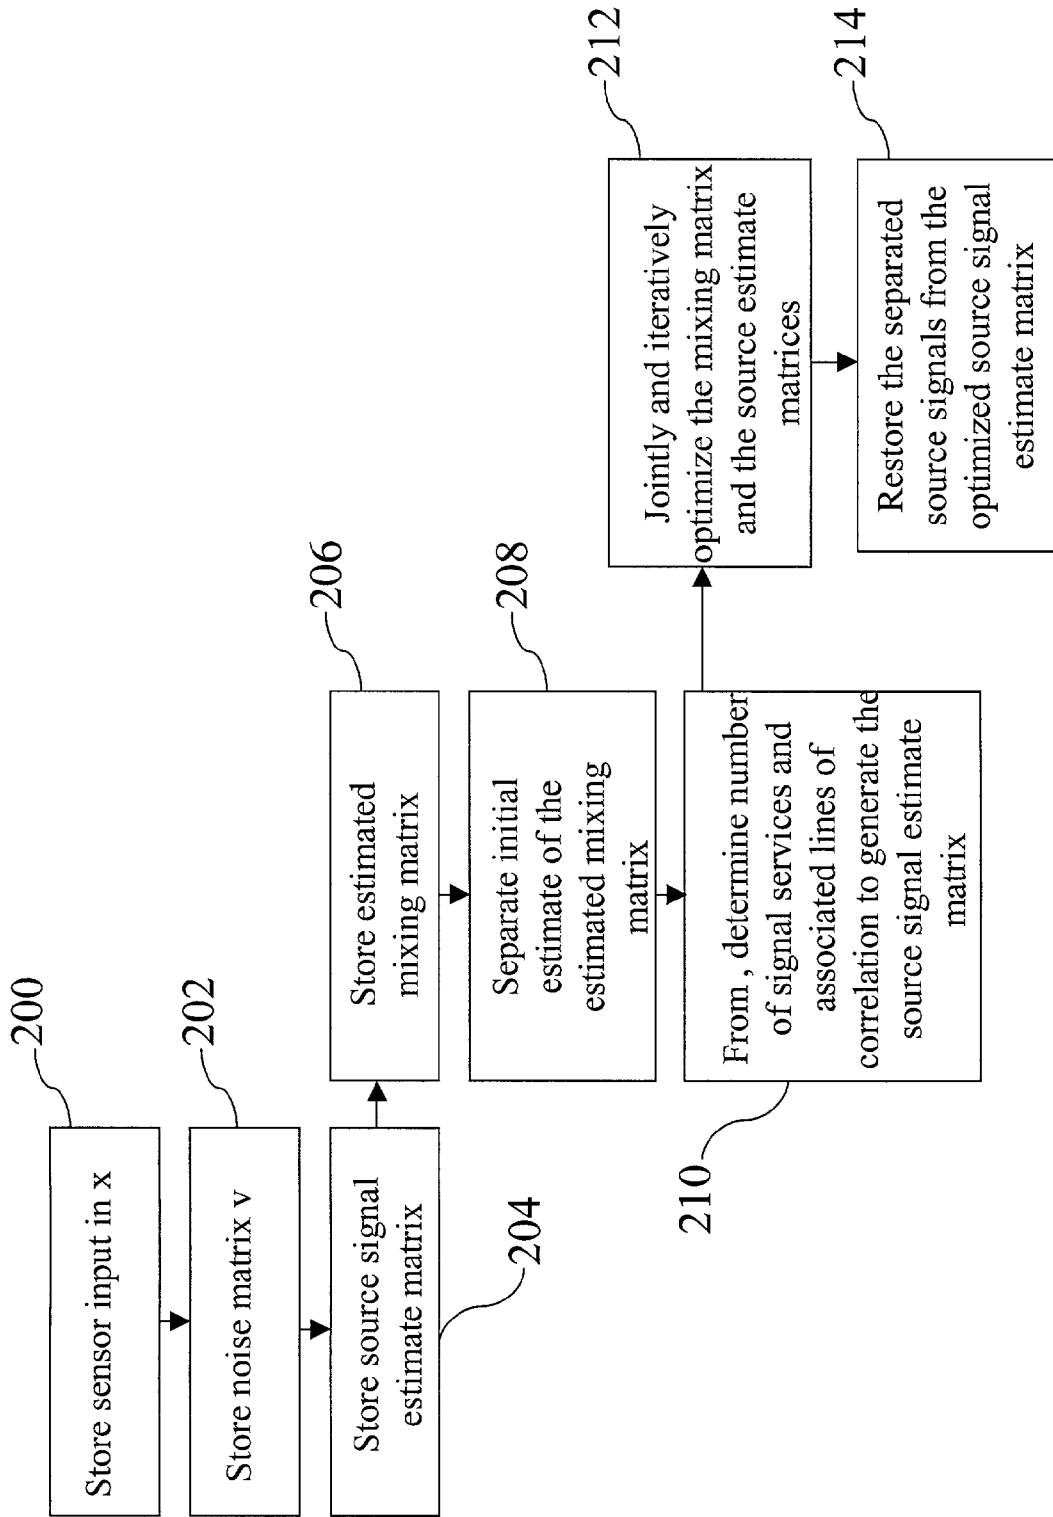 200
Store sensor input in x
202
Store noise matrix v
204
Store source signal
estimate matrix
206
Store estimated
mixing matrix
208
Separate initial
estimate of the
estimated mixing
matrix
210
From , determine number
of signal services and
associated lines of
correlation to generate the
source signal estimate
matrix
212
Jointly and iteratively
optimize the mixing matrix
and the source estimate
matrices
214
Restore the separated
source signals from the
optimized source signal
estimate matrix